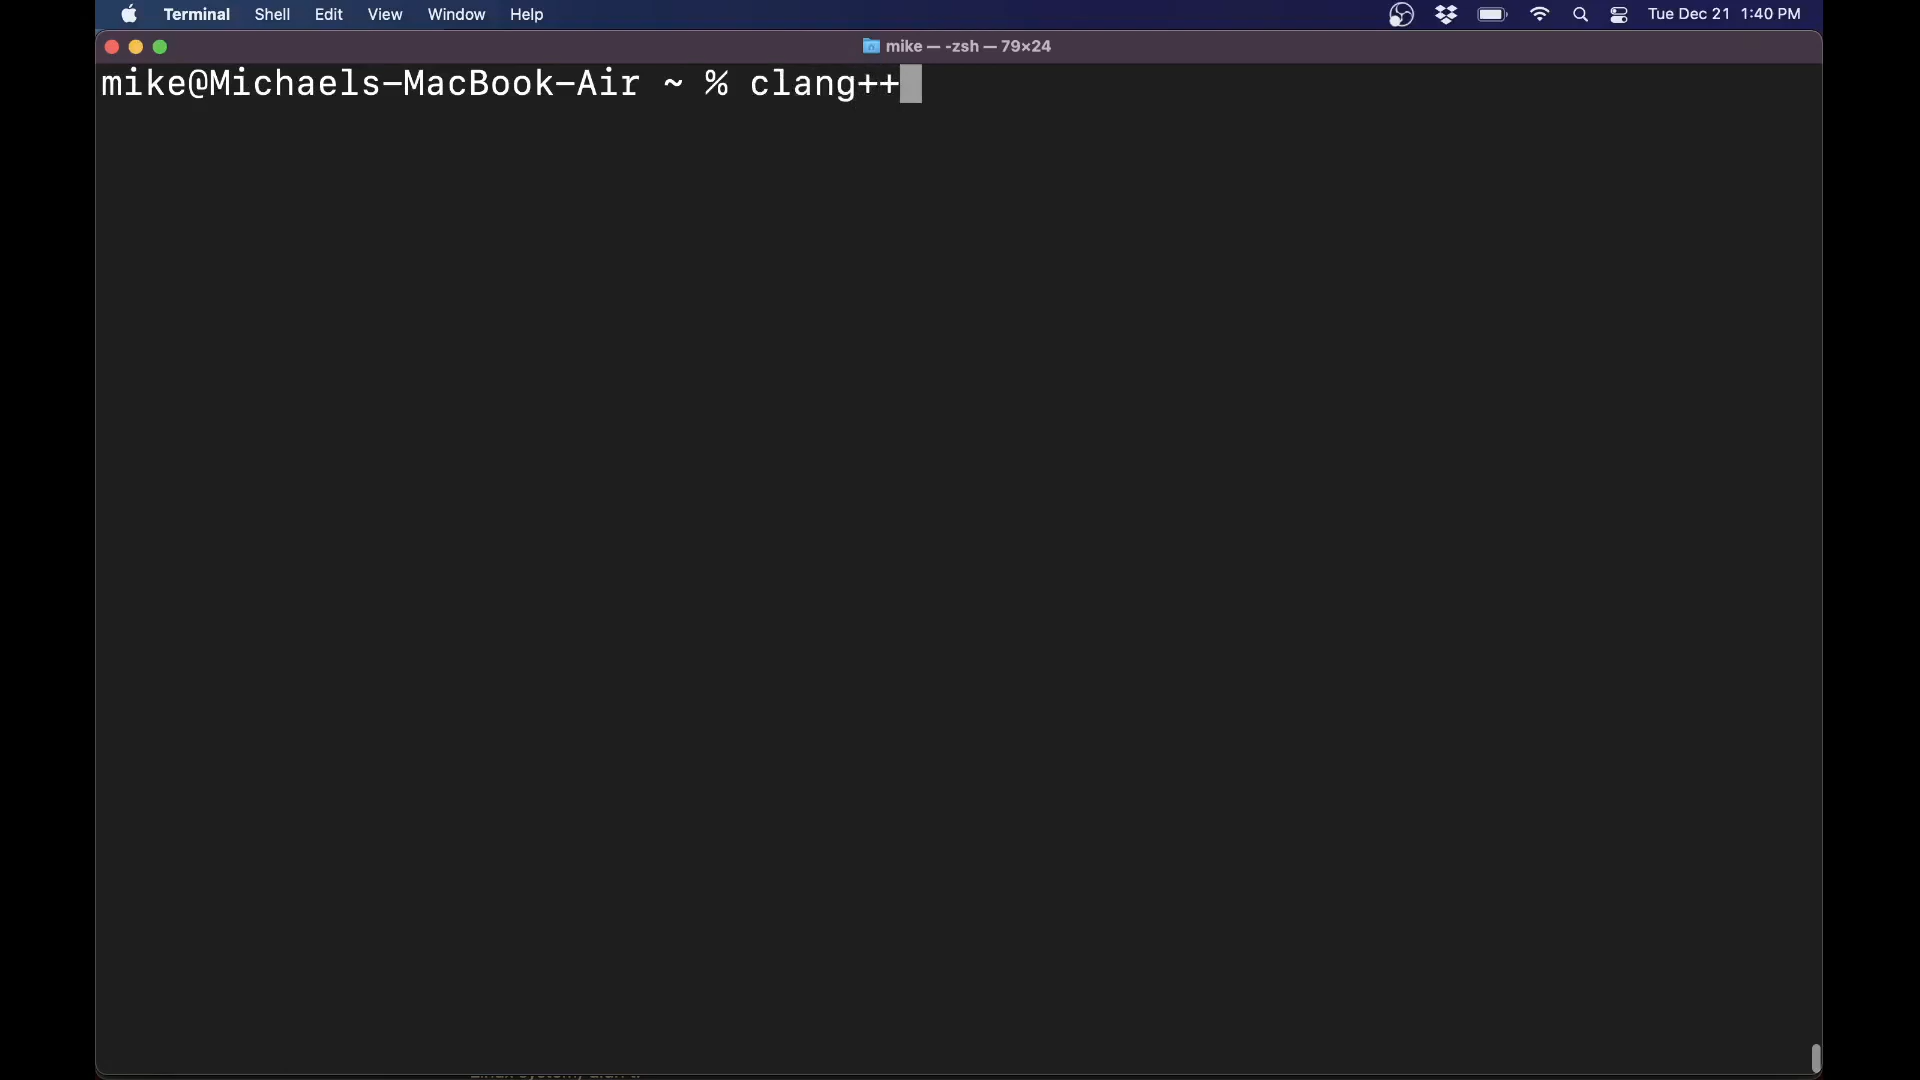 Terminal Shell Edit View Window Help Tue Dec 21 1:40 PM
mike — -zsh — 79×24
mike@Michaels-MacBook-Air ~ % clang++